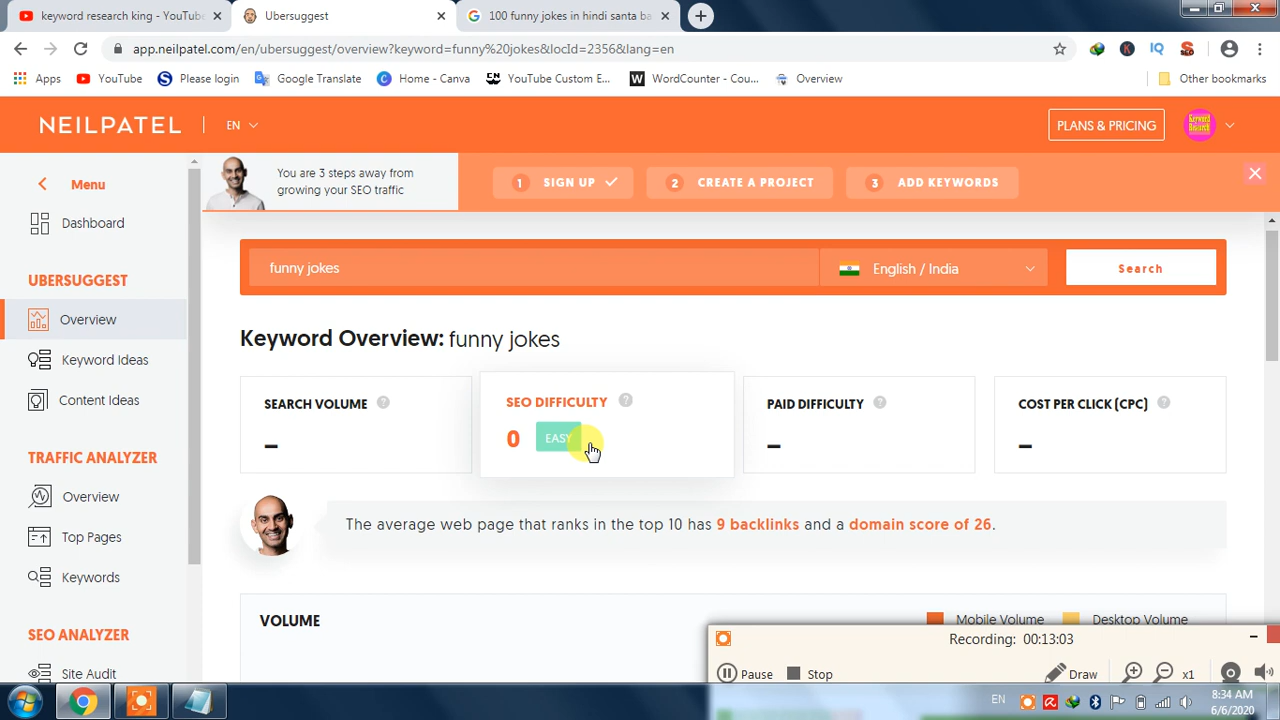 keyword research king - YouTube
Ubersuggest
100 funny jokes in hindi santa ba
app.neilpatel.com/en/ubersuggest/overview?keyword=funny%20jokes&locId=2356&lang=en
Apps
YouTube
Please login
Google Translate
Home - Canva
YouTube Custom E...
WordCounter - Cou...
Overview
Other bookmarks
NEILPATEL
EN
PLANS & PRICING
Keyword
Research
Menu
You are 3 steps away from
growing your SEO traffic
1 SIGN UP
2 CREATE A PROJECT
3 ADD KEYWORDS
Dashboard
UBERSUGGEST
Overview
Keyword Ideas
Content Ideas
TRAFFIC ANALYZER
Overview
Top Pages
Keywords
SEO ANALYZER
Site Audit
funny jokes
English / India
Search
Keyword Overview: funny jokes
SEARCH VOLUME ?
–
SEO DIFFICULTY ?
0 EASY
PAID DIFFICULTY ?
–
COST PER CLICK (CPC) ?
–
The average web page that ranks in the top 10 has 9 backlinks and a domain score of 26.
VOLUME
Mobile Volume
Desktop Volume
Recording: 00:13:03
Pause
Stop
Draw
x1
EN
8:34 AM
6/6/2020